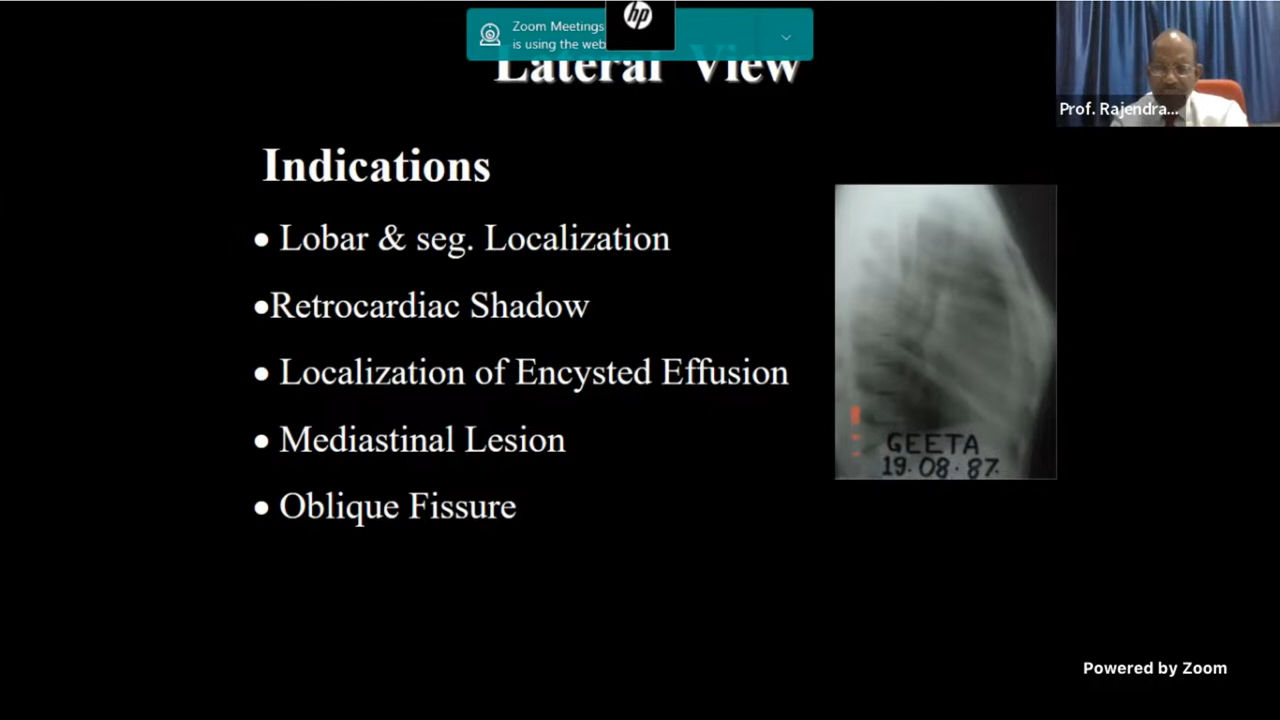 Zoom Meetings
is using the web
hp
Lateral View
Prof. Rajendra...
Indications
• Lobar & seg. Localization
•Retrocardiac Shadow
• Localization of Encysted Effusion
• Mediastinal Lesion
• Oblique Fissure
GEETA
19.08.87.
Powered by Zoom